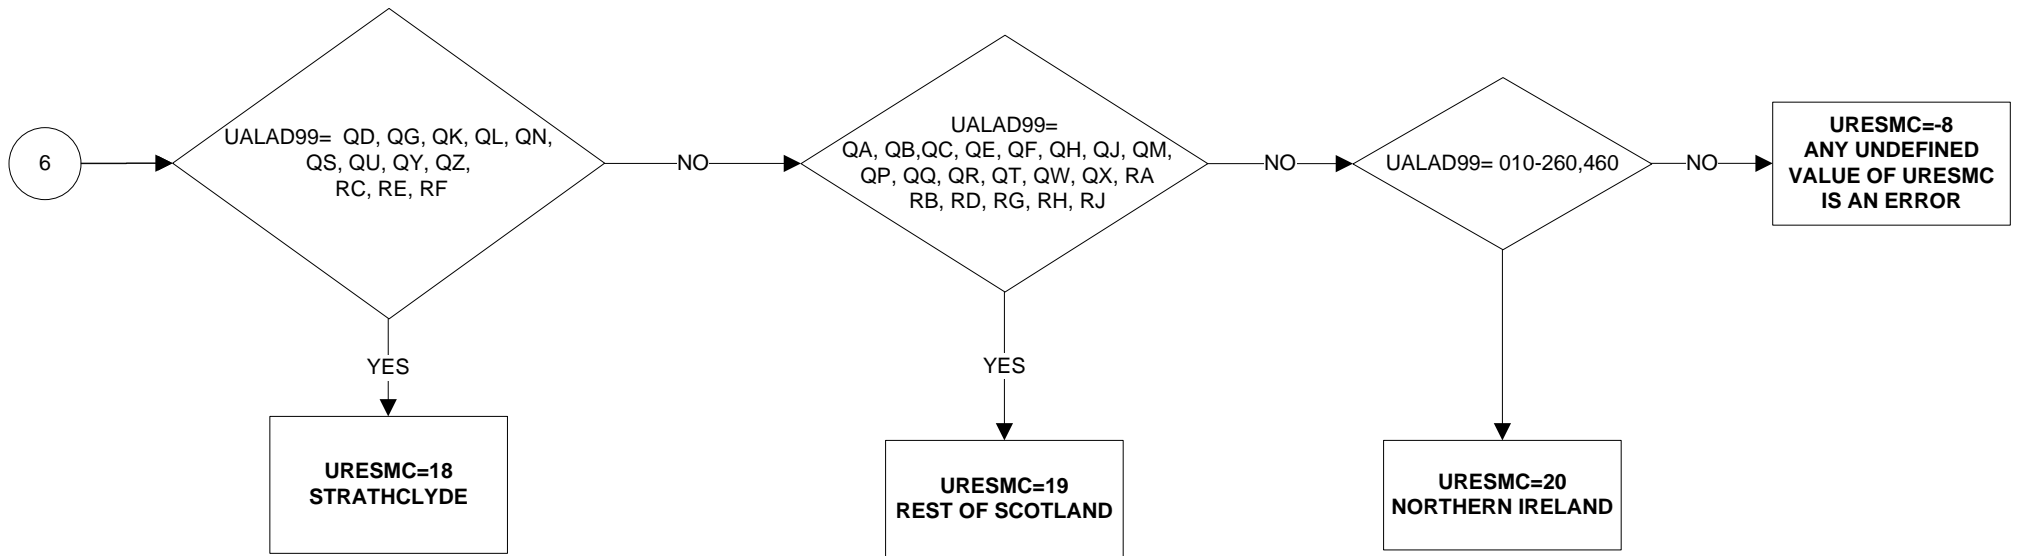 6
UALAD99=  QD, QG, QK, QL, QN,
QS, QU, QY, QZ,
RC, RE, RF
NO
UALAD99=
QA, QB,QC, QE, QF, QH, QJ, QM,
QP, QQ, QR, QT, QW, QX, RA
RB, RD, RG, RH, RJ
NO
UALAD99= 010-260,460
NO
URESMC=-8
ANY UNDEFINED
VALUE OF URESMC
IS AN ERROR
YES
YES
URESMC=18
STRATHCLYDE
URESMC=19
REST OF SCOTLAND
URESMC=20
NORTHERN IRELAND